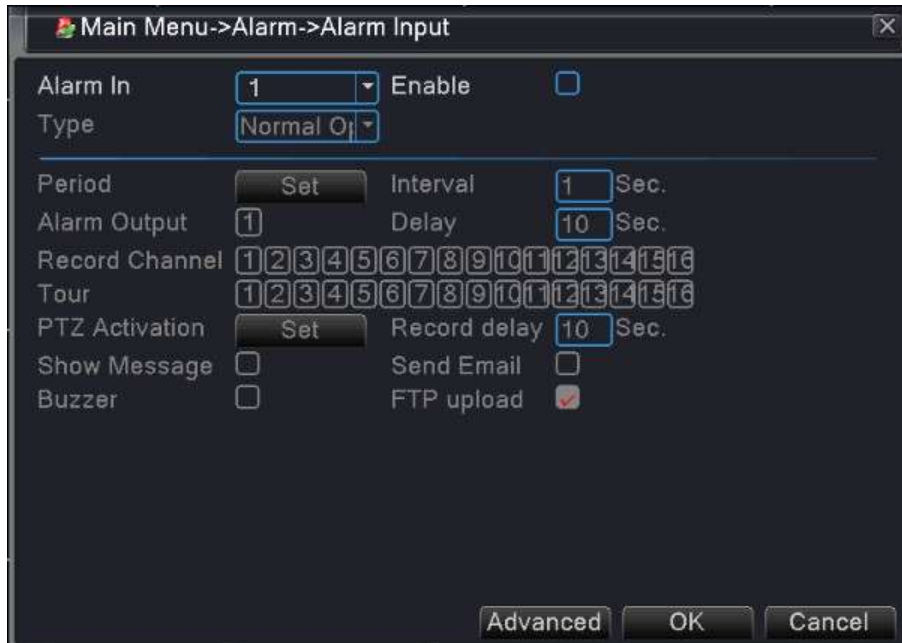 Main Menu->Alarm->Alarm Input
Alarm In 1 Enable
Type Normal Op
Period Set Interval 1 Sec.
Alarm Output 1 Delay 10 Sec.
Record Channel 1 2 3 4 5 6 7 8 9 10 11 12 13 14 15 16
Tour 1 2 3 4 5 6 7 8 9 10 11 12 13 14 15 16
PTZ Activation Set Record delay 10 Sec.
Show Message Send Email
Buzzer FTP upload
Advanced OK Cancel